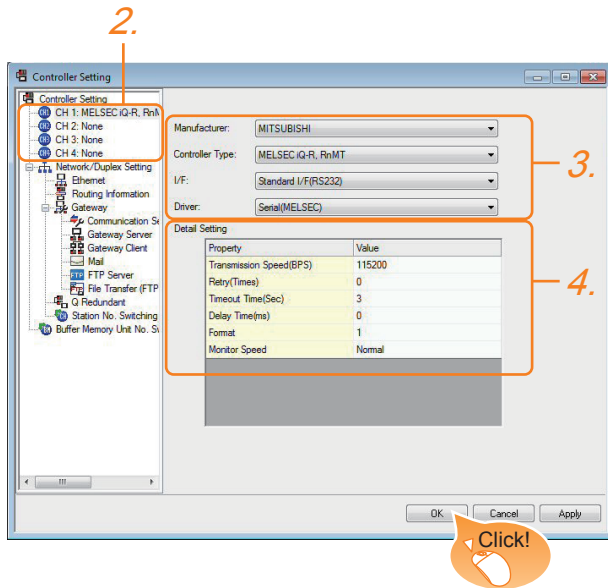 2.
Controller Setting
Controller Setting
CH 1: MELSEC iQ-R, RnM
CH 2: None
CH 3: None
CH 4: None
Network/Duplex Setting
Ethernet
Routing Information
Gateway
Communication Se
Gateway Server
Gateway Client
Mail
FTP Server
File Transfer (FTP
Q Redundant
Station No. Switching
Buffer Memory Unit No. Sw
Manufacturer: MITSUBISHI
Controller Type: MELSEC iQ-R, RnMT
I/F: Standard I/F(RS232)
Driver: Serial(MELSEC)
3.
Detail Setting
Property Value
Transmission Speed(BPS) 115200
Retry(Times) 0
Timeout Time(Sec) 3
Delay Time(ms) 0
Format 1
Monitor Speed Normal
4.
OK Cancel Apply
Click!